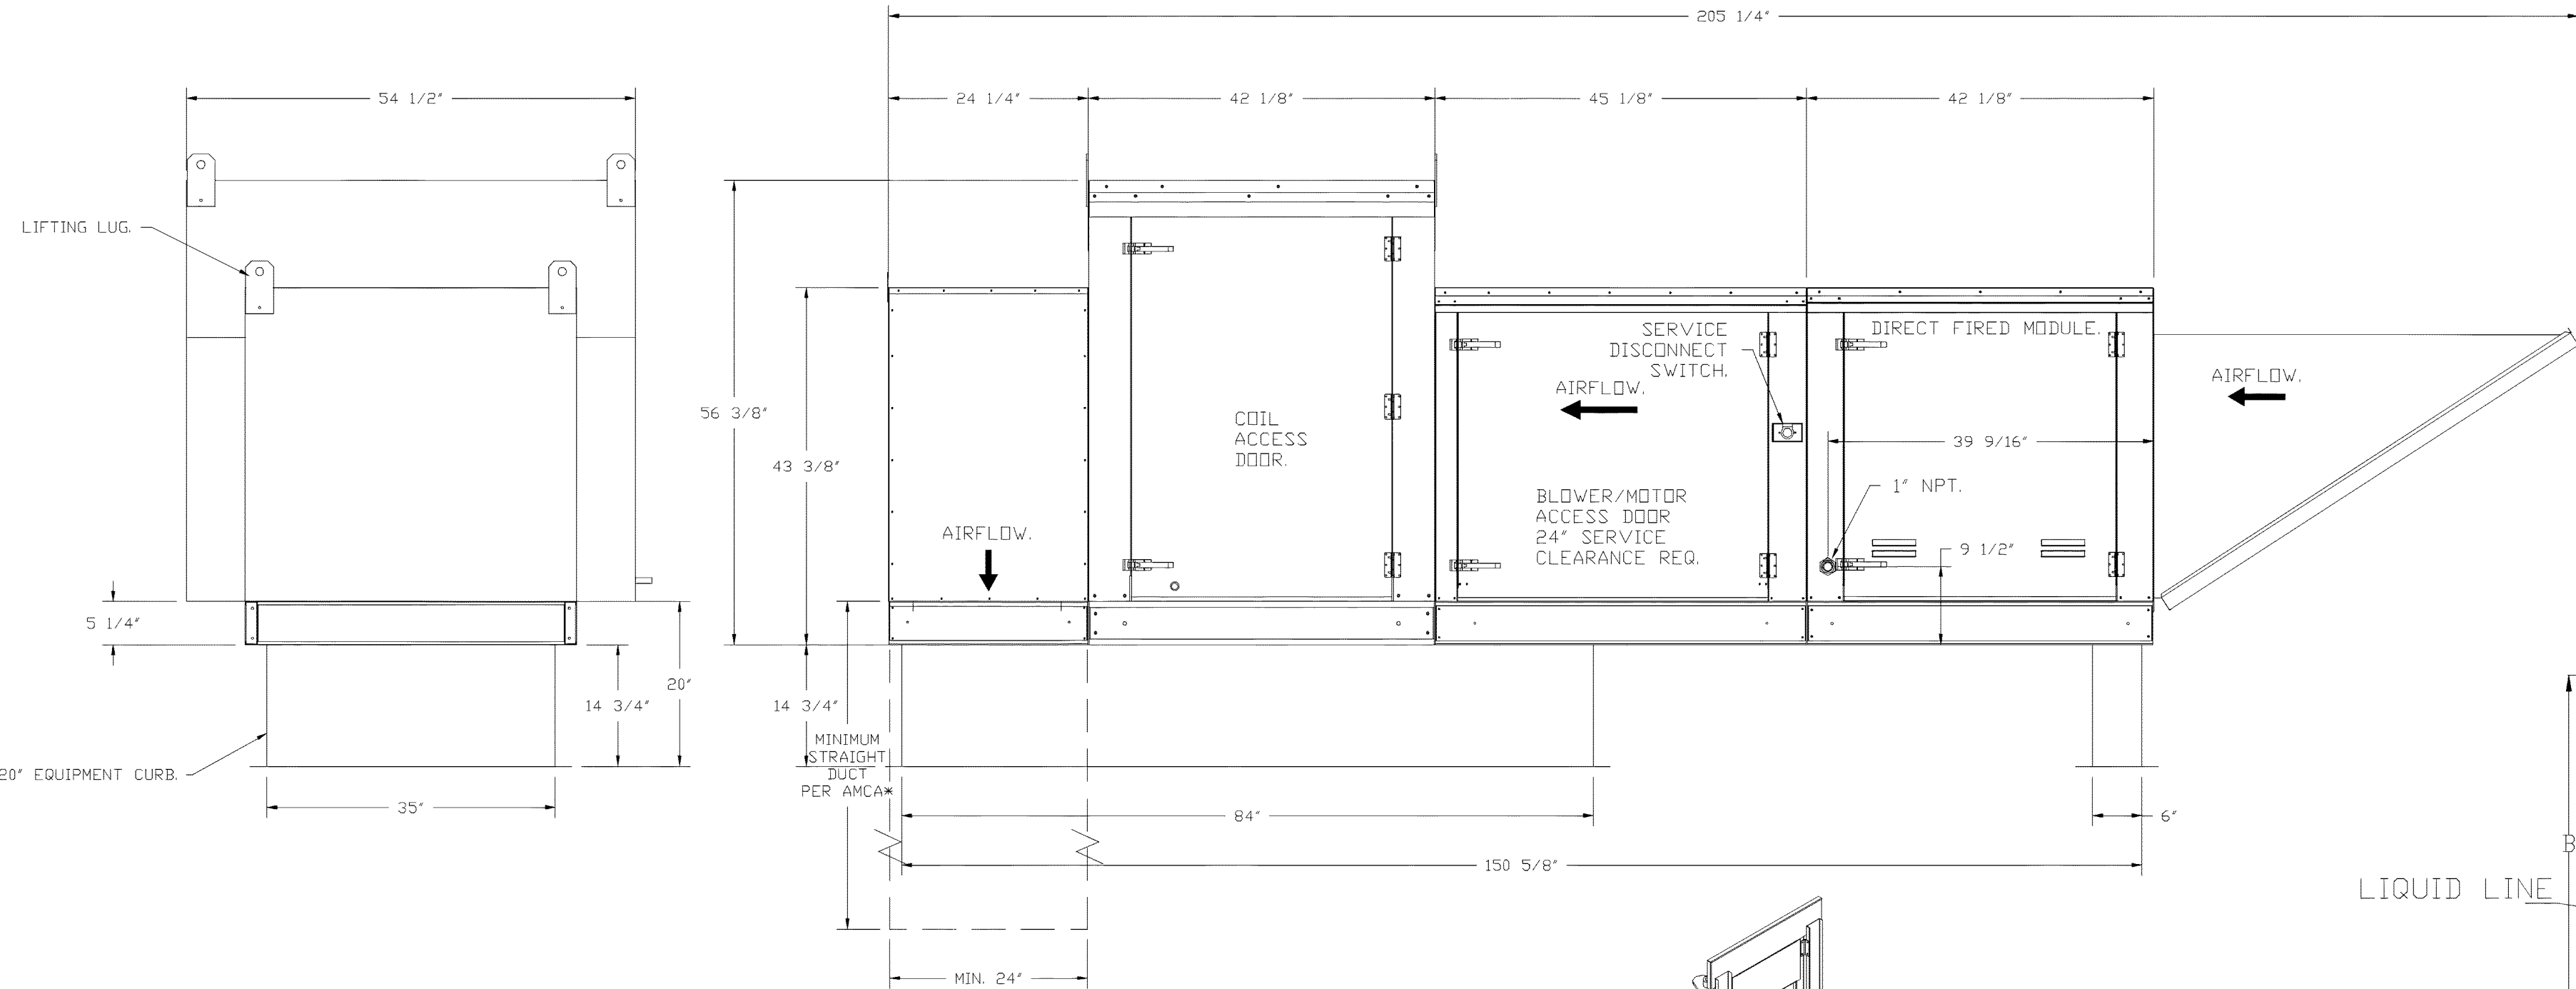 205 1/4"
54 1/2"
24 1/4"
42 1/8"
45 1/8"
42 1/8"
LIFTING LUG.
SERVICE
DISCONNECT
SWITCH.
DIRECT FIRED MODULE.
AIRFLOW.
AIRFLOW.
56 3/8"
COIL
ACCESS
DOOR.
39 9/16"
43 3/8"
1" NPT.
BLOWER/MOTOR
ACCESS DOOR
24" SERVICE
CLEARANCE REQ.
AIRFLOW.
9 1/2"
5 1/4"
20"
14 3/4"
14 3/4"
MINIMUM
STRAIGHT
DUCT
PER AMCA*
20" EQUIPMENT CURB.
35"
84"
6"
B
150 5/8"
LIQUID LINE
MIN. 24"